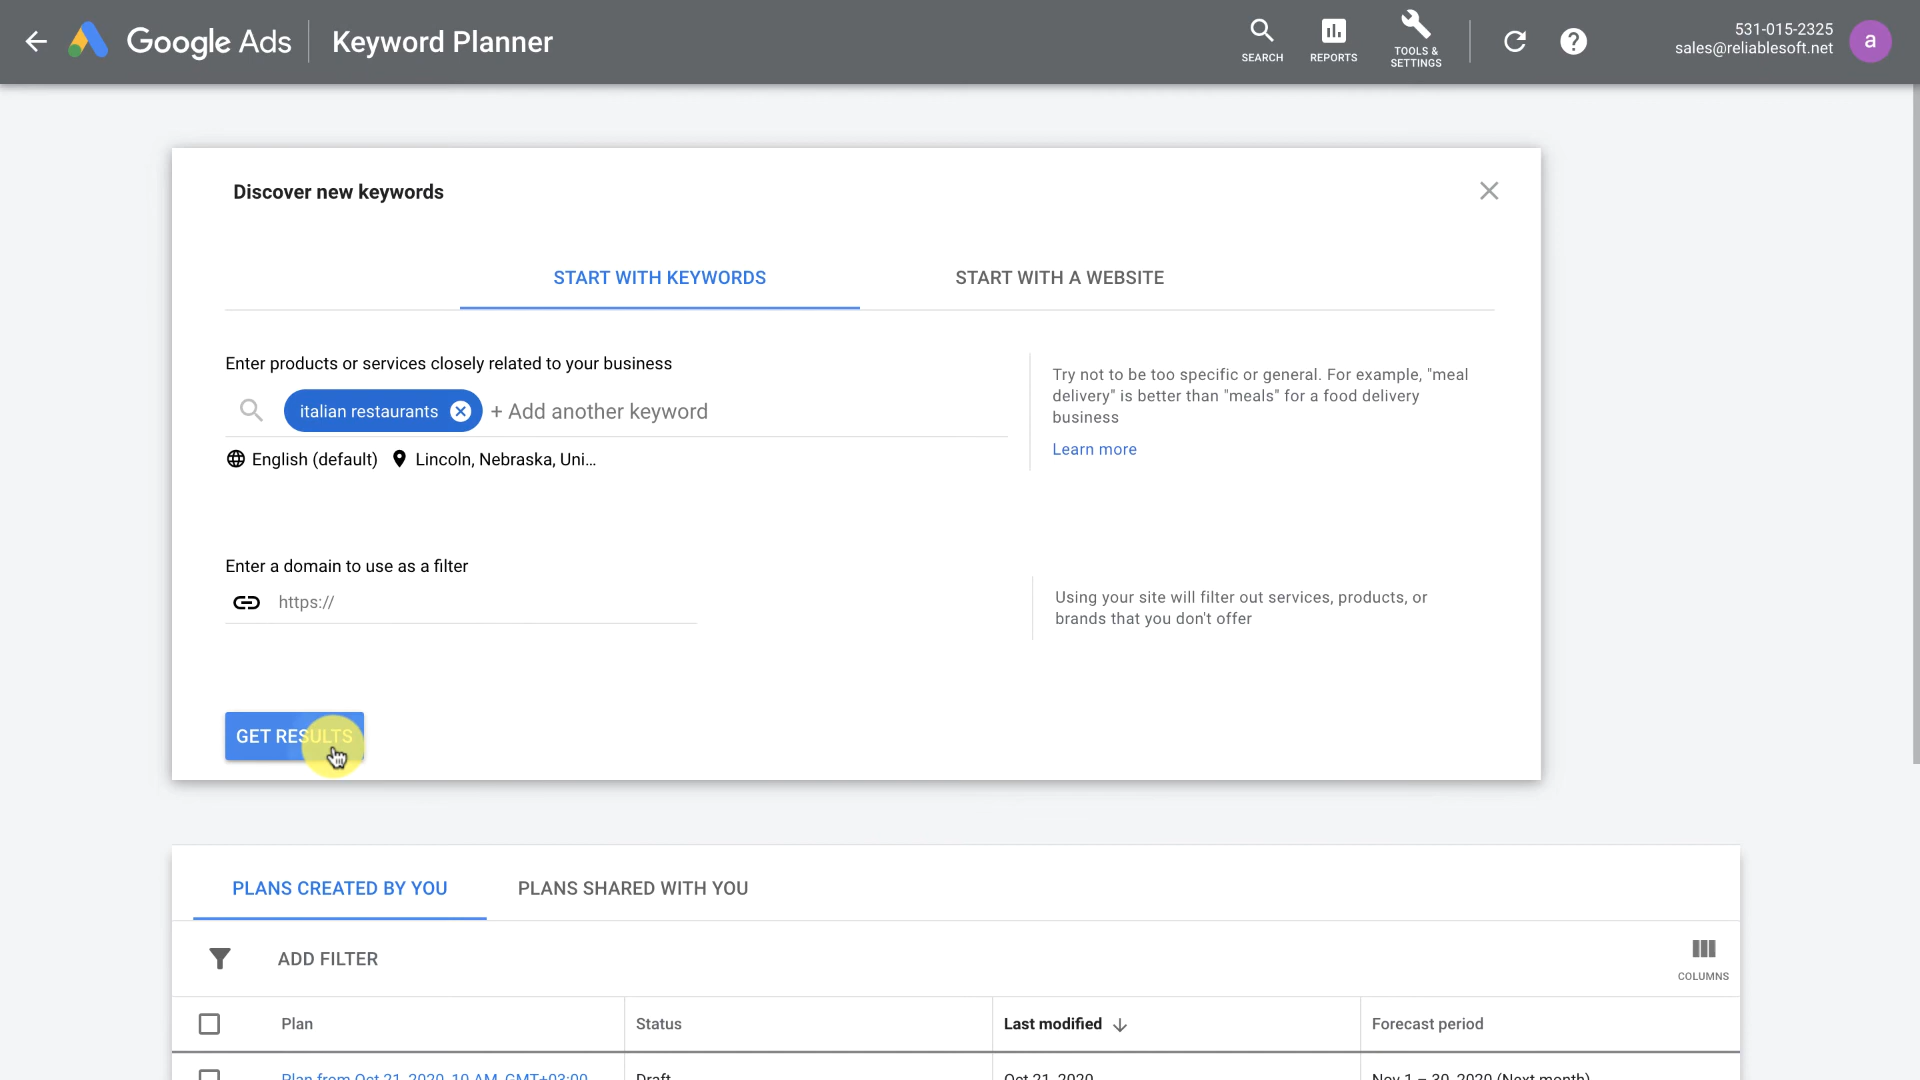 Google Ads
Keyword Planner
SEARCH
REPORTS
TOOLS &
SETTINGS
531-015-2325
sales@reliablesoft.net
a
Discover new keywords
START WITH KEYWORDS
START WITH A WEBSITE
Enter products or services closely related to your business
italian restaurants
+ Add another keyword
English (default)
Lincoln, Nebraska, Uni...
Try not to be too specific or general. For example, "meal
delivery" is better than "meals" for a food delivery
business
Learn more
Enter a domain to use as a filter
https://
Using your site will filter out services, products, or
brands that you don't offer
GET RESULTS
PLANS CREATED BY YOU
PLANS SHARED WITH YOU
ADD FILTER
COLUMNS
Plan
Status
Last modified
Forecast period
Plan from Oct 21, 2020, 10 AM, GMT+03:00
Draft
Oct 21, 2020
Nov 1 – 30, 2020 (Next month)